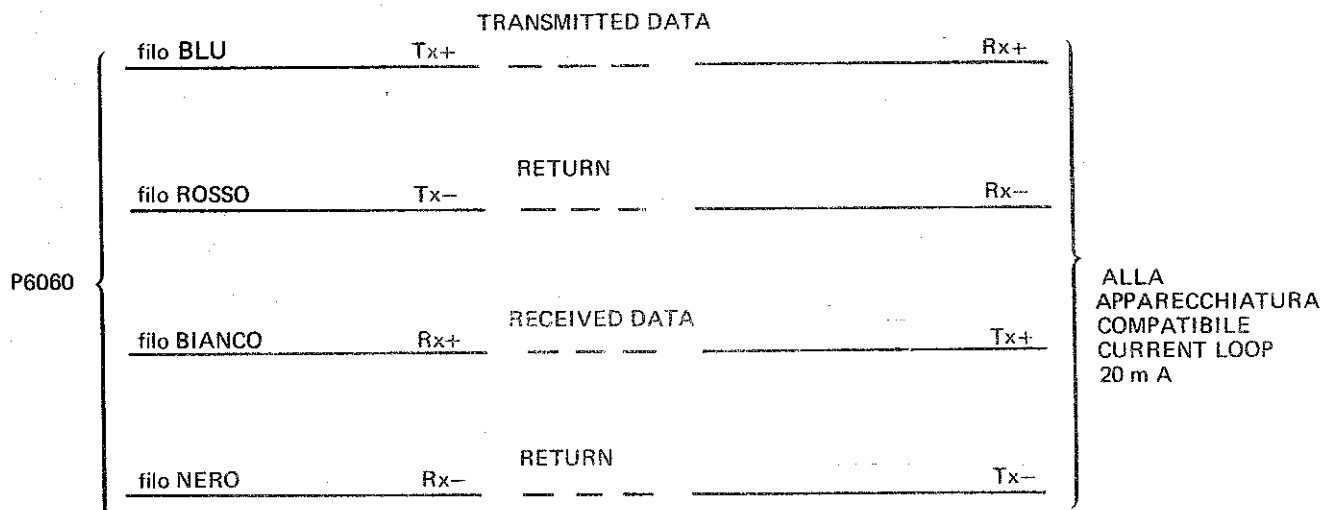 TRANSMITTED DATA
filo BLU Tx+ Rx+
RETURN
filo ROSSO Tx− Rx−
P6060
RECEIVED DATA
filo BIANCO Rx+ Tx+
RETURN
filo NERO Rx− Tx−
ALLA
APPARECCHIATURA
COMPATIBILE
CURRENT LOOP
20 m A